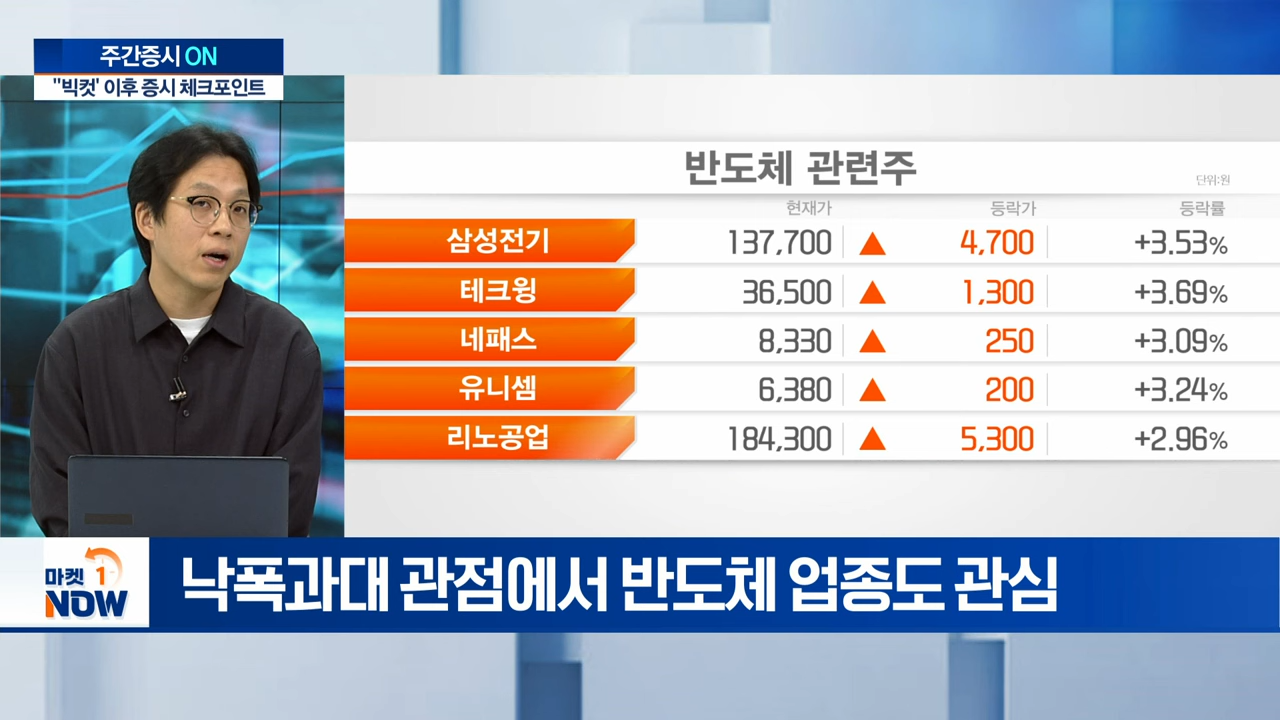 주간증시 ON
"빅컷' 이후 증시 체크포인트
반도체 관련주
단위:원
현재가 등락가 등락률
삼성전기 137,700 ▲ 4,700 +3.53%
테크윙 36,500 ▲ 1,300 +3.69%
네패스 8,330 ▲ 250 +3.09%
유니셈 6,380 ▲ 200 +3.24%
리노공업 184,300 ▲ 5,300 +2.96%
마켓 1
NOW
낙폭과대 관점에서 반도체 업종도 관심